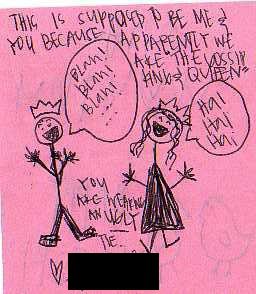 THIS IS SUPPOSED TO BE ME &
YOU BECAUSE APPARENTLY WE
ARE THE GOSSIP
KING & QUEEN
BLAH!
BLAH!
BLAH!
HA!
HA!
HA!
YOU
ARE WEARING
AN UGLY
TIE.